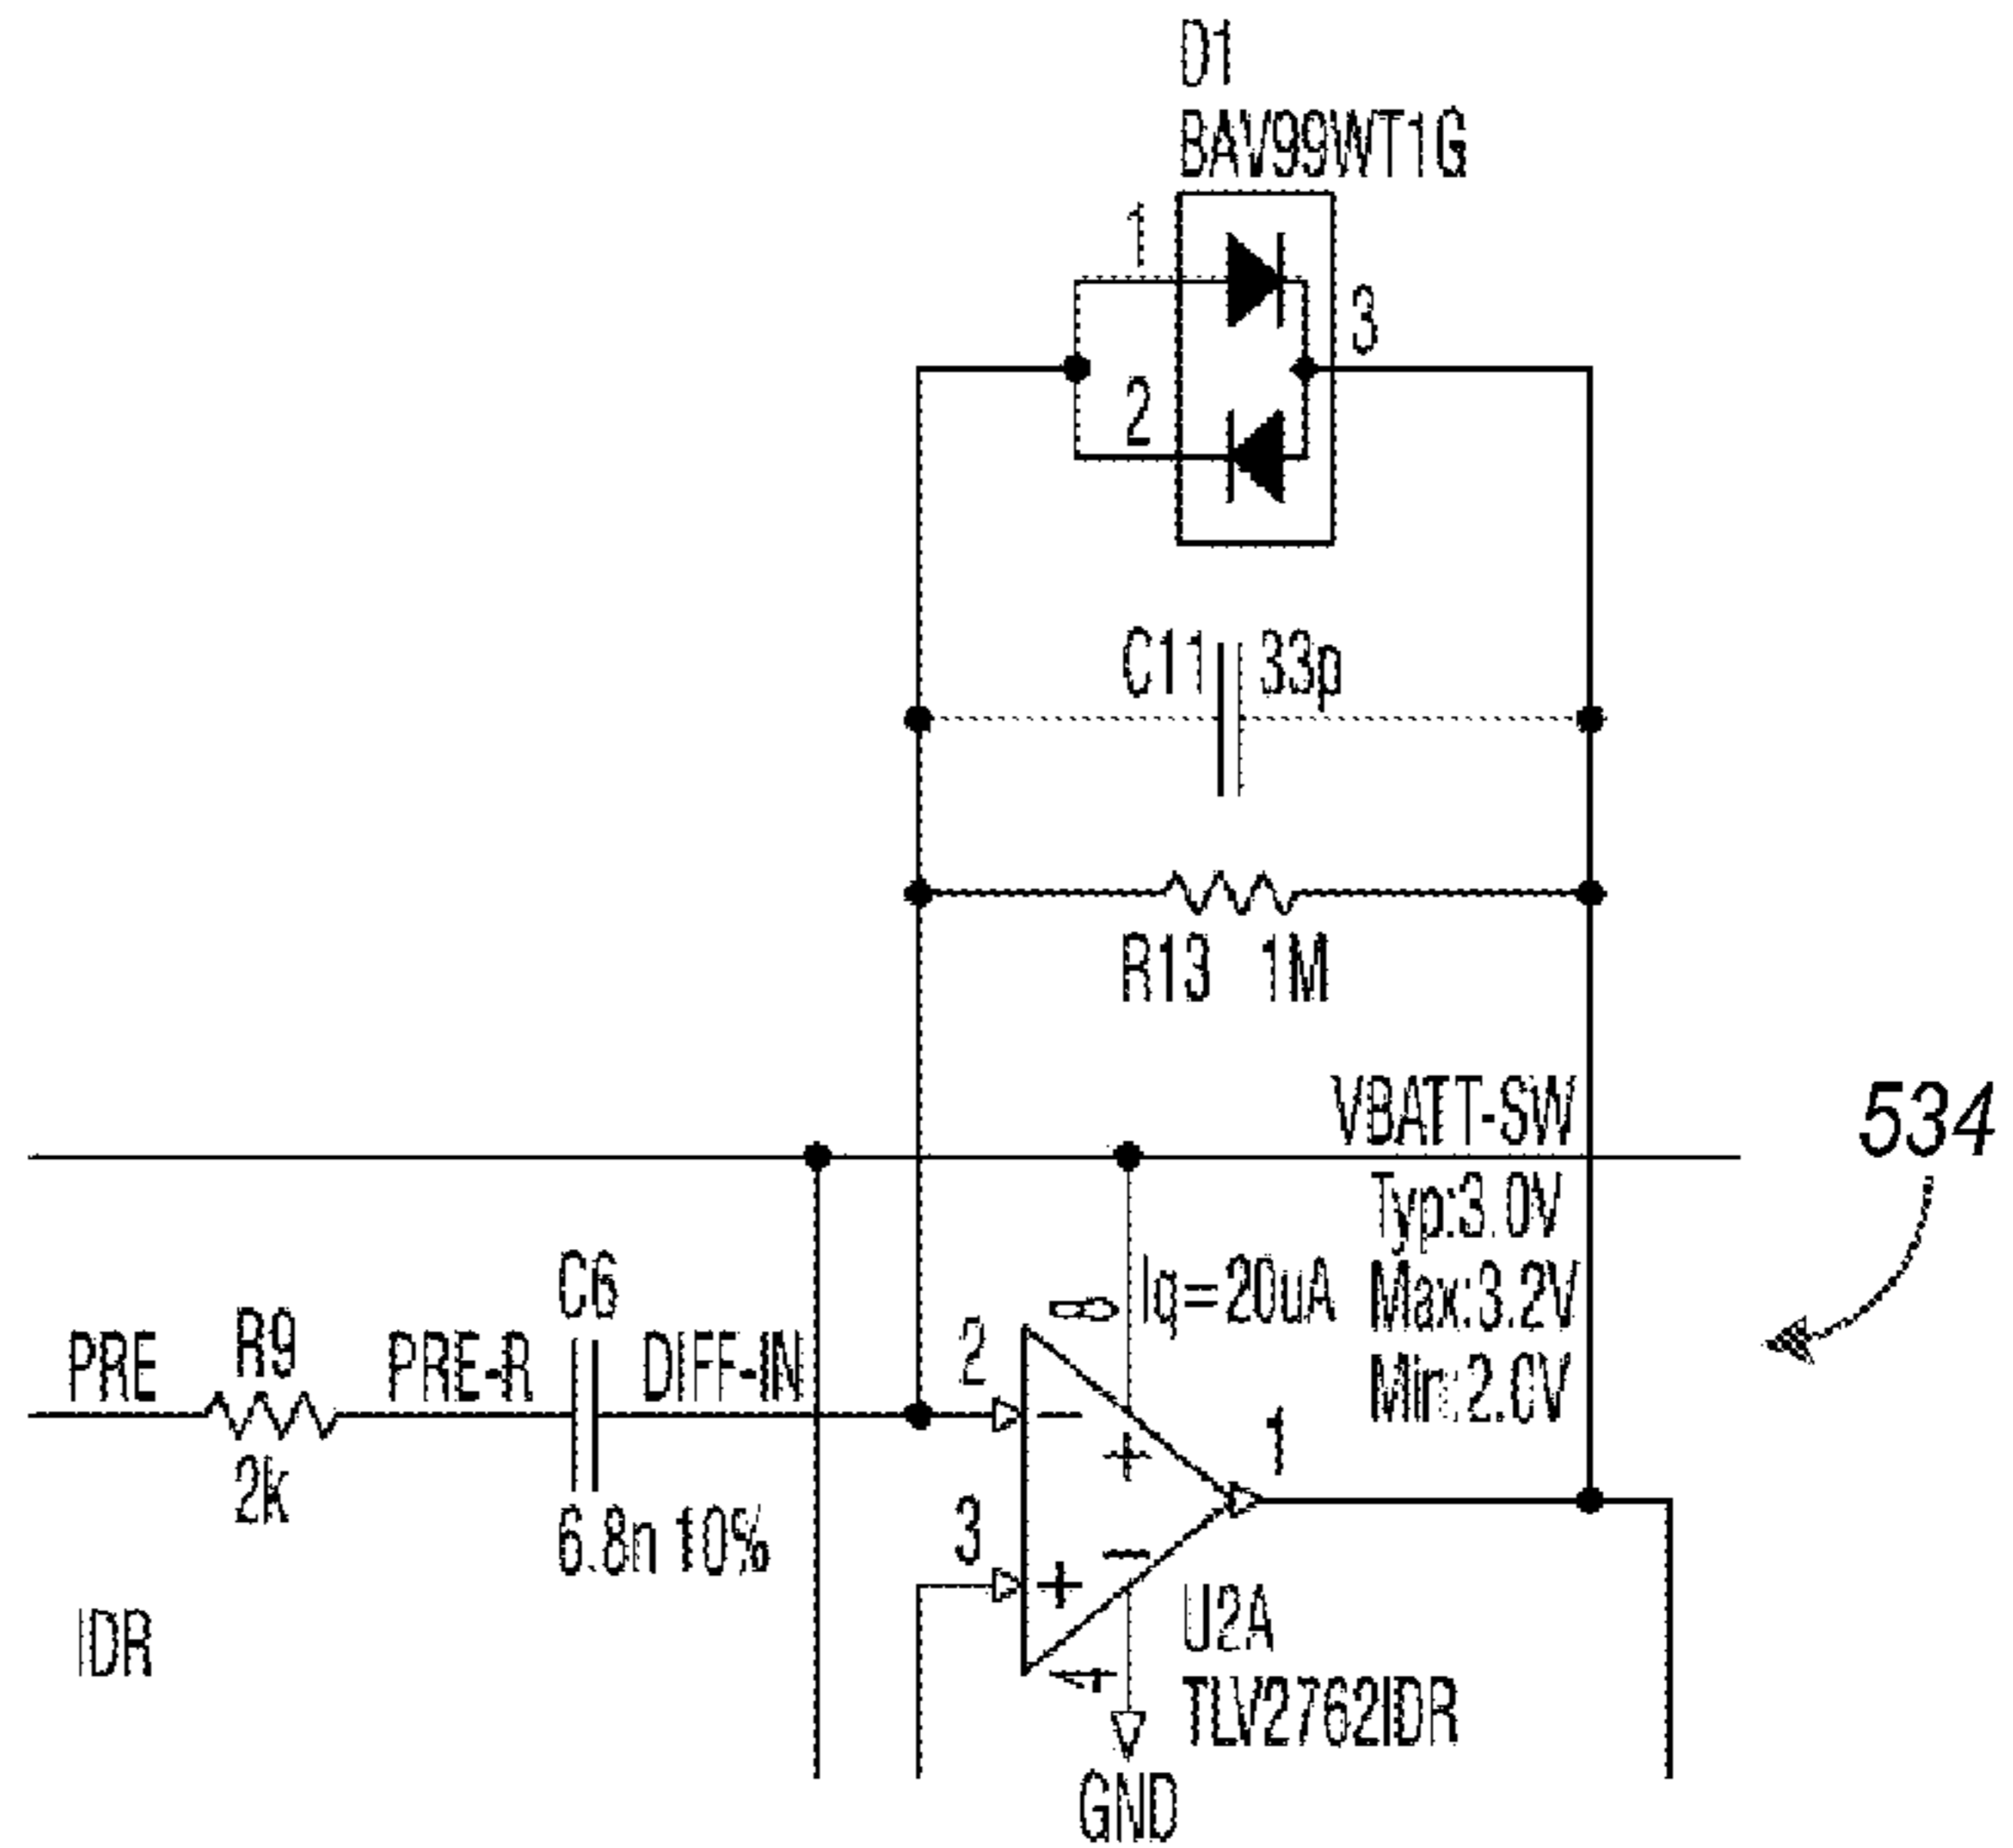 D1
BAV99WT1G
1
3
2
C11 33p
R13 1M
VBATT-SW
534
Typ:3.0V
8 Iq=20uA Max:3.2V
Min:2.0V
PRE R9 PRE-R C6 DIFF-IN 2
2k
6.8n 10%
1
3
IDR
4
U2A
TLV2762IDR
GND